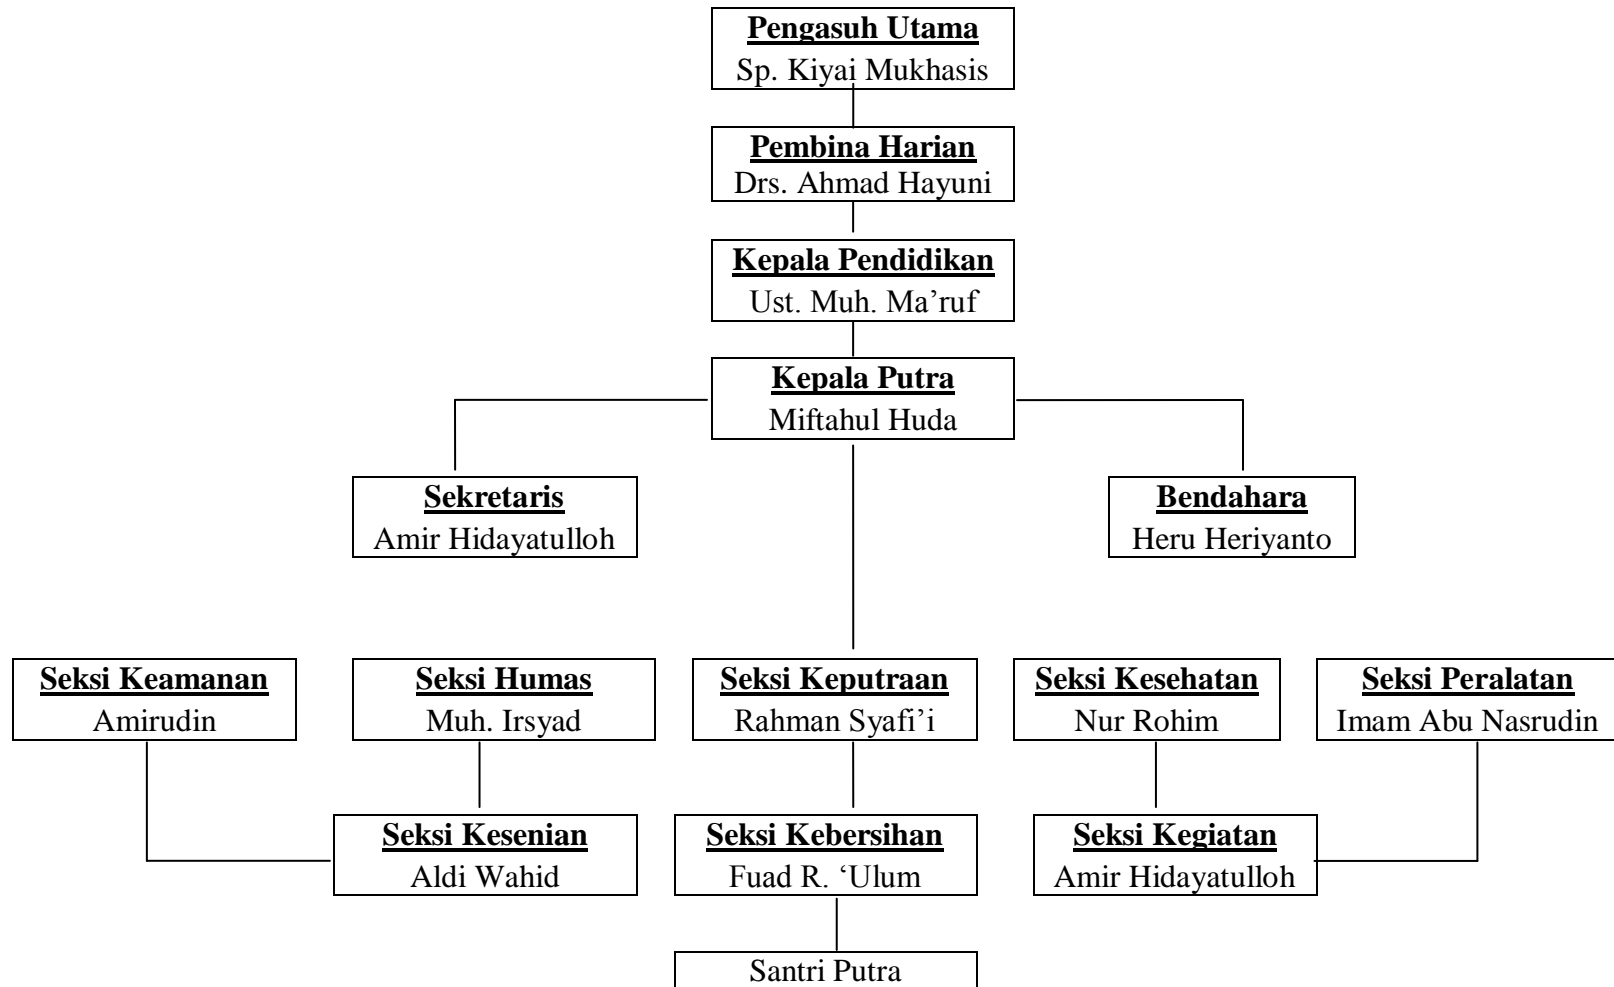 Pengasuh Utama
Sp. Kiyai Mukhasis
Pembina Harian
Drs. Ahmad Hayuni
Kepala Pendidikan
Ust. Muh. Ma’ruf
Kepala Putra
Miftahul Huda
Sekretaris
Amir Hidayatulloh
Bendahara
Heru Heriyanto
Seksi Keamanan
Amirudin
Seksi Humas
Muh. Irsyad
Seksi Keputraan
Rahman Syafi’i
Seksi Kesehatan
Nur Rohim
Seksi Peralatan
Imam Abu Nasrudin
Seksi Kesenian
Aldi Wahid
Seksi Kebersihan
Fuad R. ‘Ulum
Seksi Kegiatan
Amir Hidayatulloh
Santri Putra